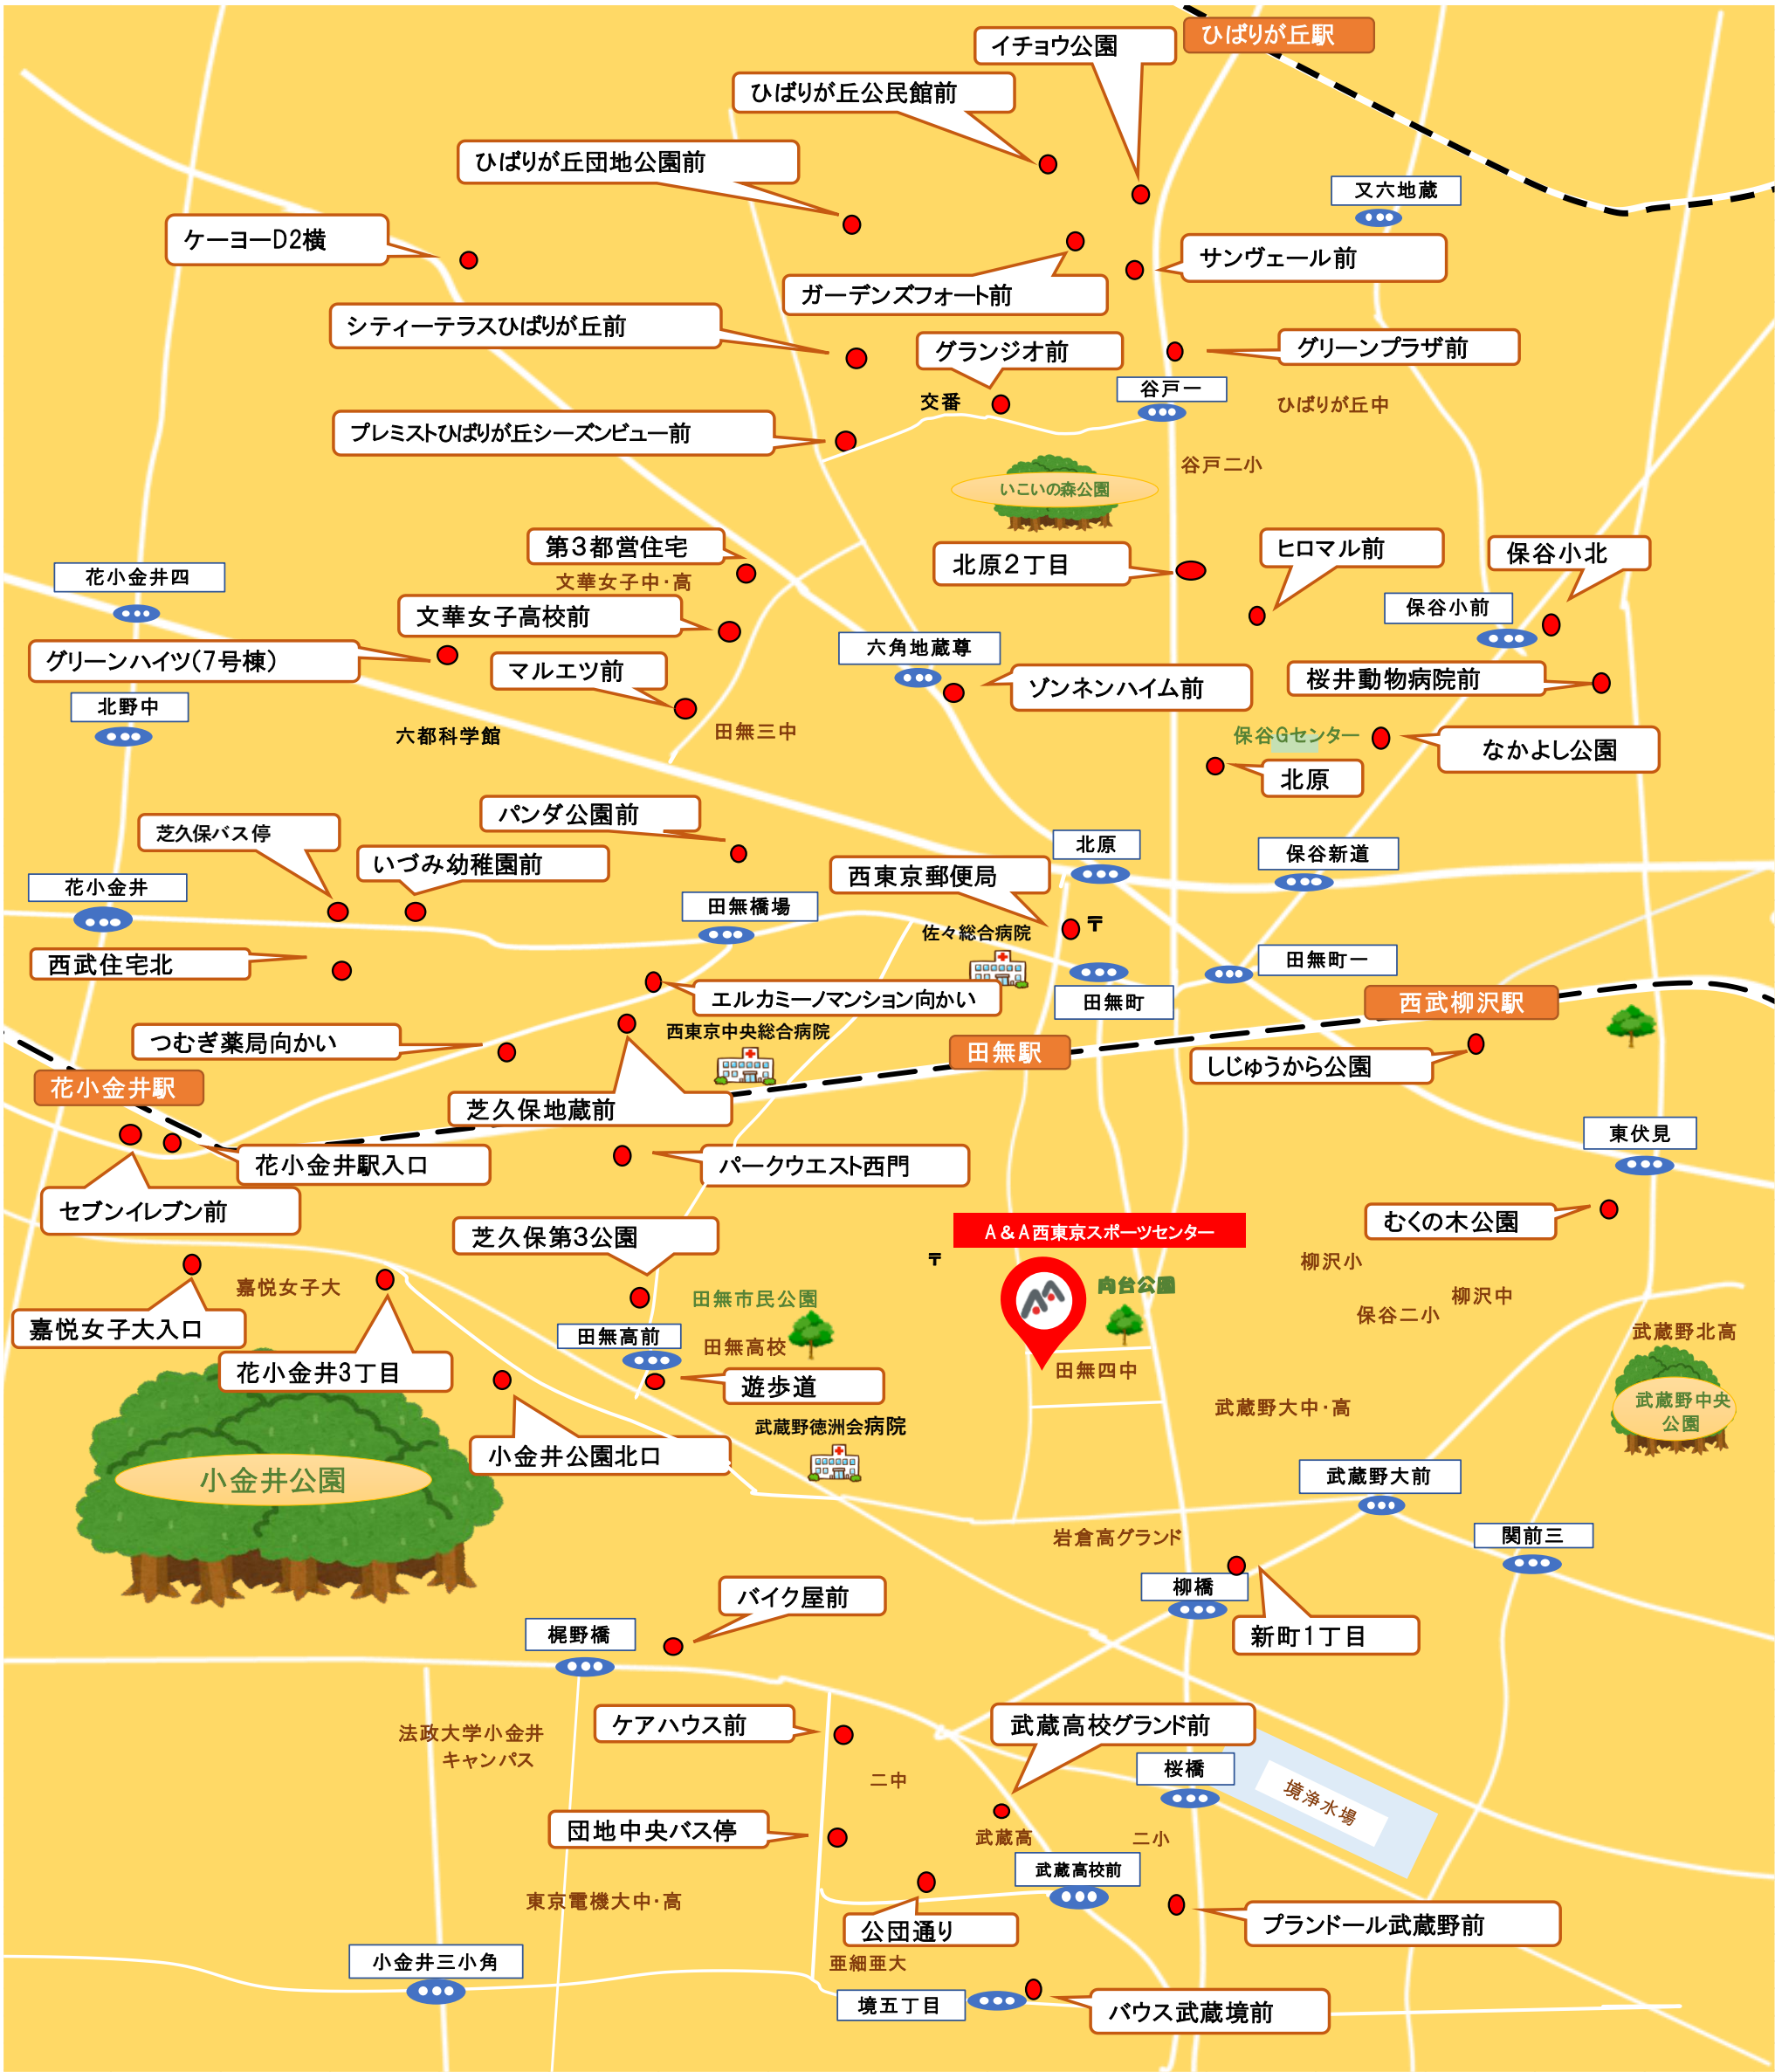 ひばりが丘駅
イチョウ公園
ひばりが丘公民館前
ひばりが丘団地公園前
又六地蔵
ケーヨーD2横
サンヴェール前
ガーデンズフォート前
シティーテラスひばりが丘前
グランジオ前
グリーンプラザ前
谷戸一
交番
ひばりが丘中
プレミストひばりが丘シーズンビュー前
谷戸二小
いこいの森公園
第3都営住宅
文華女子中・高
北原2丁目
ヒロマル前
保谷小北
花小金井四
文華女子高校前
保谷小前
グリーンハイツ(7号棟)
マルエツ前
六角地蔵尊
ゾンネンハイム前
桜井動物病院前
北野中
六都科学館
田無三中
保谷Gセンター
なかよし公園
北原
パンダ公園前
芝久保バス停
いづみ幼稚園前
北原
保谷新道
西東京郵便局
花小金井
田無橋場
〒
佐々総合病院
西武住宅北
田無町一
エルカミーノマンション向かい
田無町
西武柳沢駅
つむぎ薬局向かい
西東京中央総合病院
田無駅
しじゅうから公園
花小金井駅
芝久保地蔵前
東伏見
花小金井駅入口
パークウエスト西門
セブンイレブン前
芝久保第3公園
むくの木公園
A&A西東京スポーツセンター
〒
柳沢小
嘉悦女子大
向台公園
田無市民公園
柳沢中
保谷二小
嘉悦女子大入口
田無高前
田無高校
武蔵野北高
花小金井3丁目
田無四中
遊歩道
武蔵野大中・高
武蔵野中央
公園
武蔵野徳洲会病院
小金井公園北口
小金井公園
武蔵野大前
岩倉高グランド
関前三
柳橋
バイク屋前
新町1丁目
梶野橋
ケアハウス前
武蔵高校グランド前
法政大学小金井
キャンパス
桜橋
二中
境浄水場
団地中央バス停
武蔵高
二小
武蔵高校前
東京電機大中・高
公団通り
プランドール武蔵野前
亜細亜大
小金井三小角
境五丁目
バウス武蔵境前